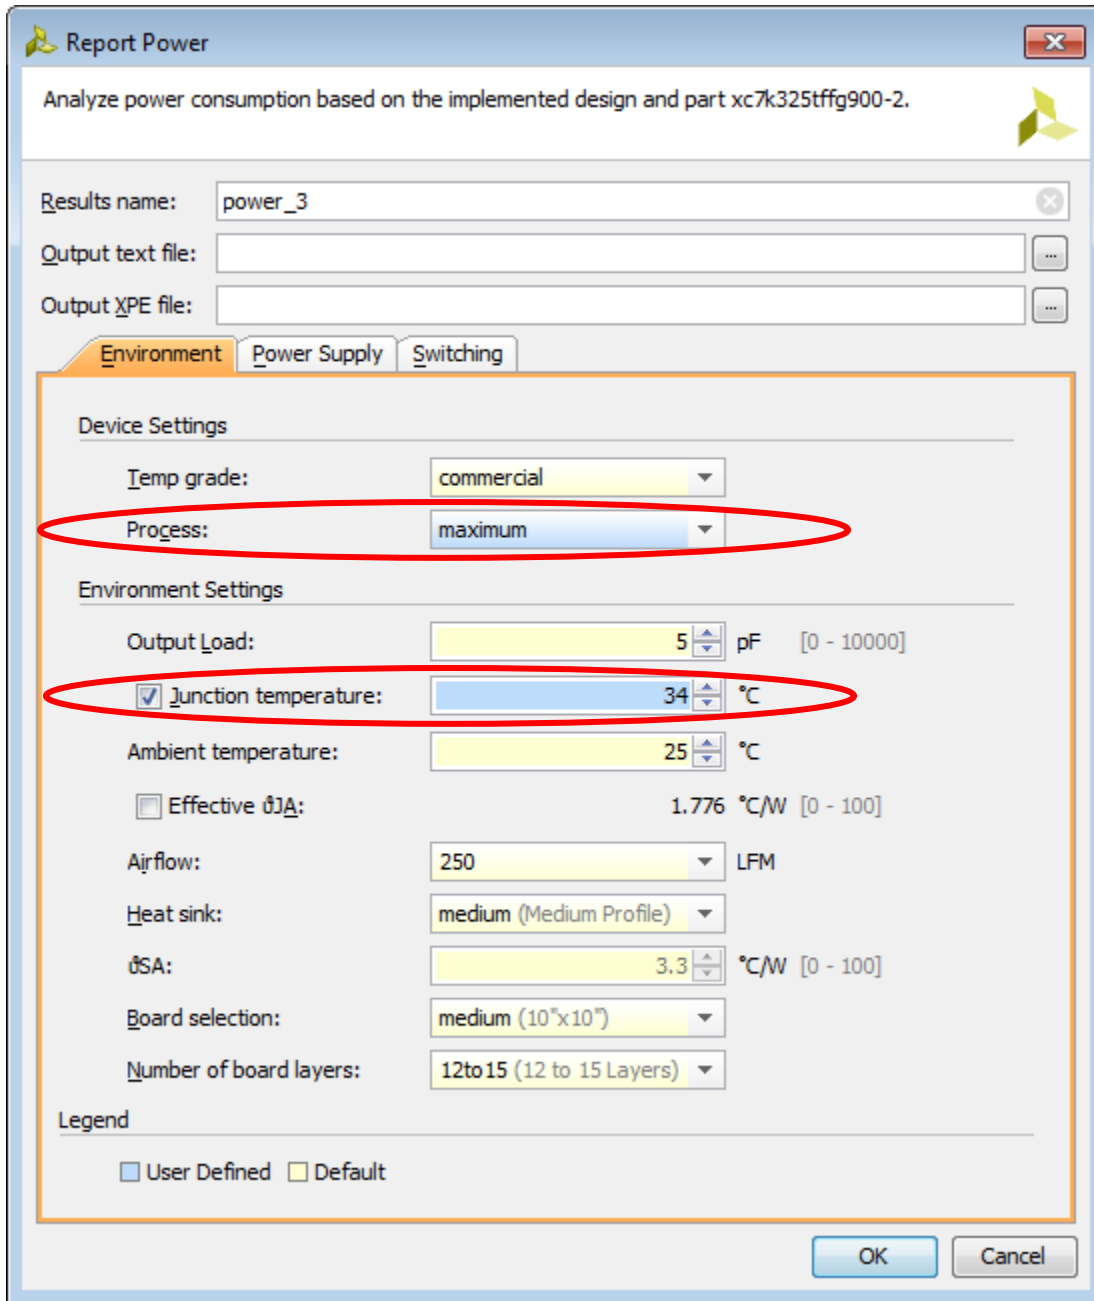 Report Power
Analyze power consumption based on the implemented design and part xc7k325tffg900-2.
Results name: power_3
Output text file: ...
Output XPE file: ...
Environment Power Supply Switching
Device Settings
Temp grade: commercial
Process: maximum
Environment Settings
Output Load: 5 pF [0 - 10000]
Junction temperature: 34 °C
Ambient temperature: 25 °C
Effective ϑJA: 1.776 °C/W [0 - 100]
Airflow: 250 LFM
Heat sink: medium (Medium Profile)
ϑSA: 3.3 °C/W [0 - 100]
Board selection: medium (10"x10")
Number of board layers: 12to15 (12 to 15 Layers)
Legend
User Defined Default
OK Cancel